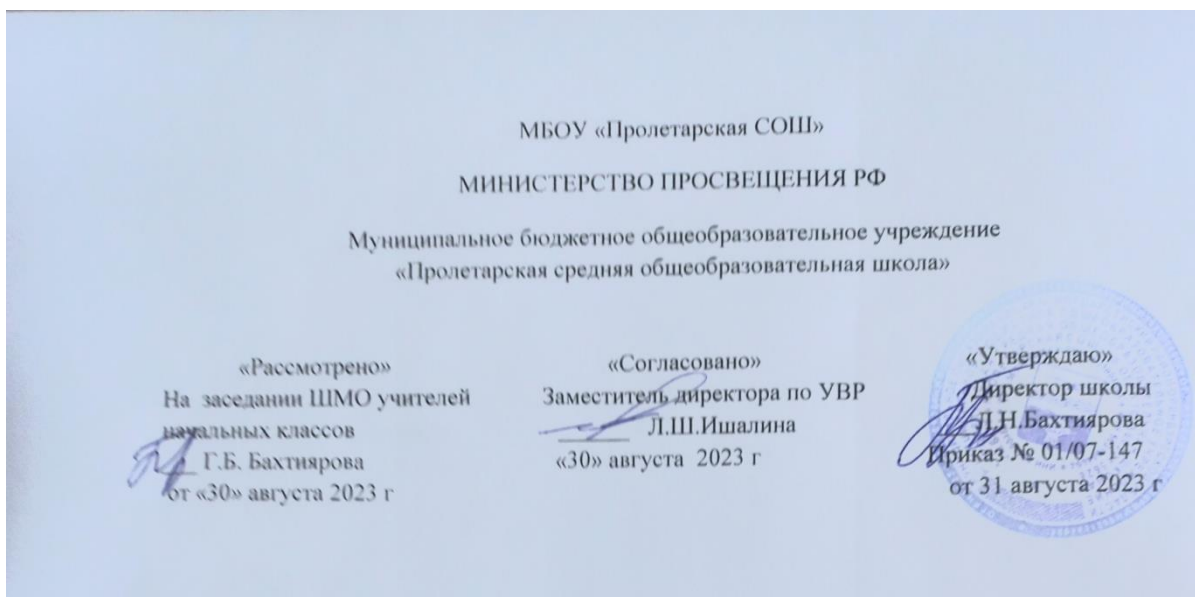 МБОУ «Пролетарская СОШ»
МИНИСТЕРСТВО ПРОСВЕЩЕНИЯ РФ
Муниципальное бюджетное общеобразовательное учреждение
«Пролетарская средняя общеобразовательная школа»
«Рассмотрено»
На заседании ШМО учителей
начальных классов
___ Г.Б. Бахтиярова
от «30» августа 2023 г
«Согласовано»
Заместитель директора по УВР
______ Л.Ш.Ишалина
«30» августа 2023 г
«Утверждаю»
Директор школы
Л.Н.Бахтиярова
Приказ № 01/07-147
от 31 августа 2023 г